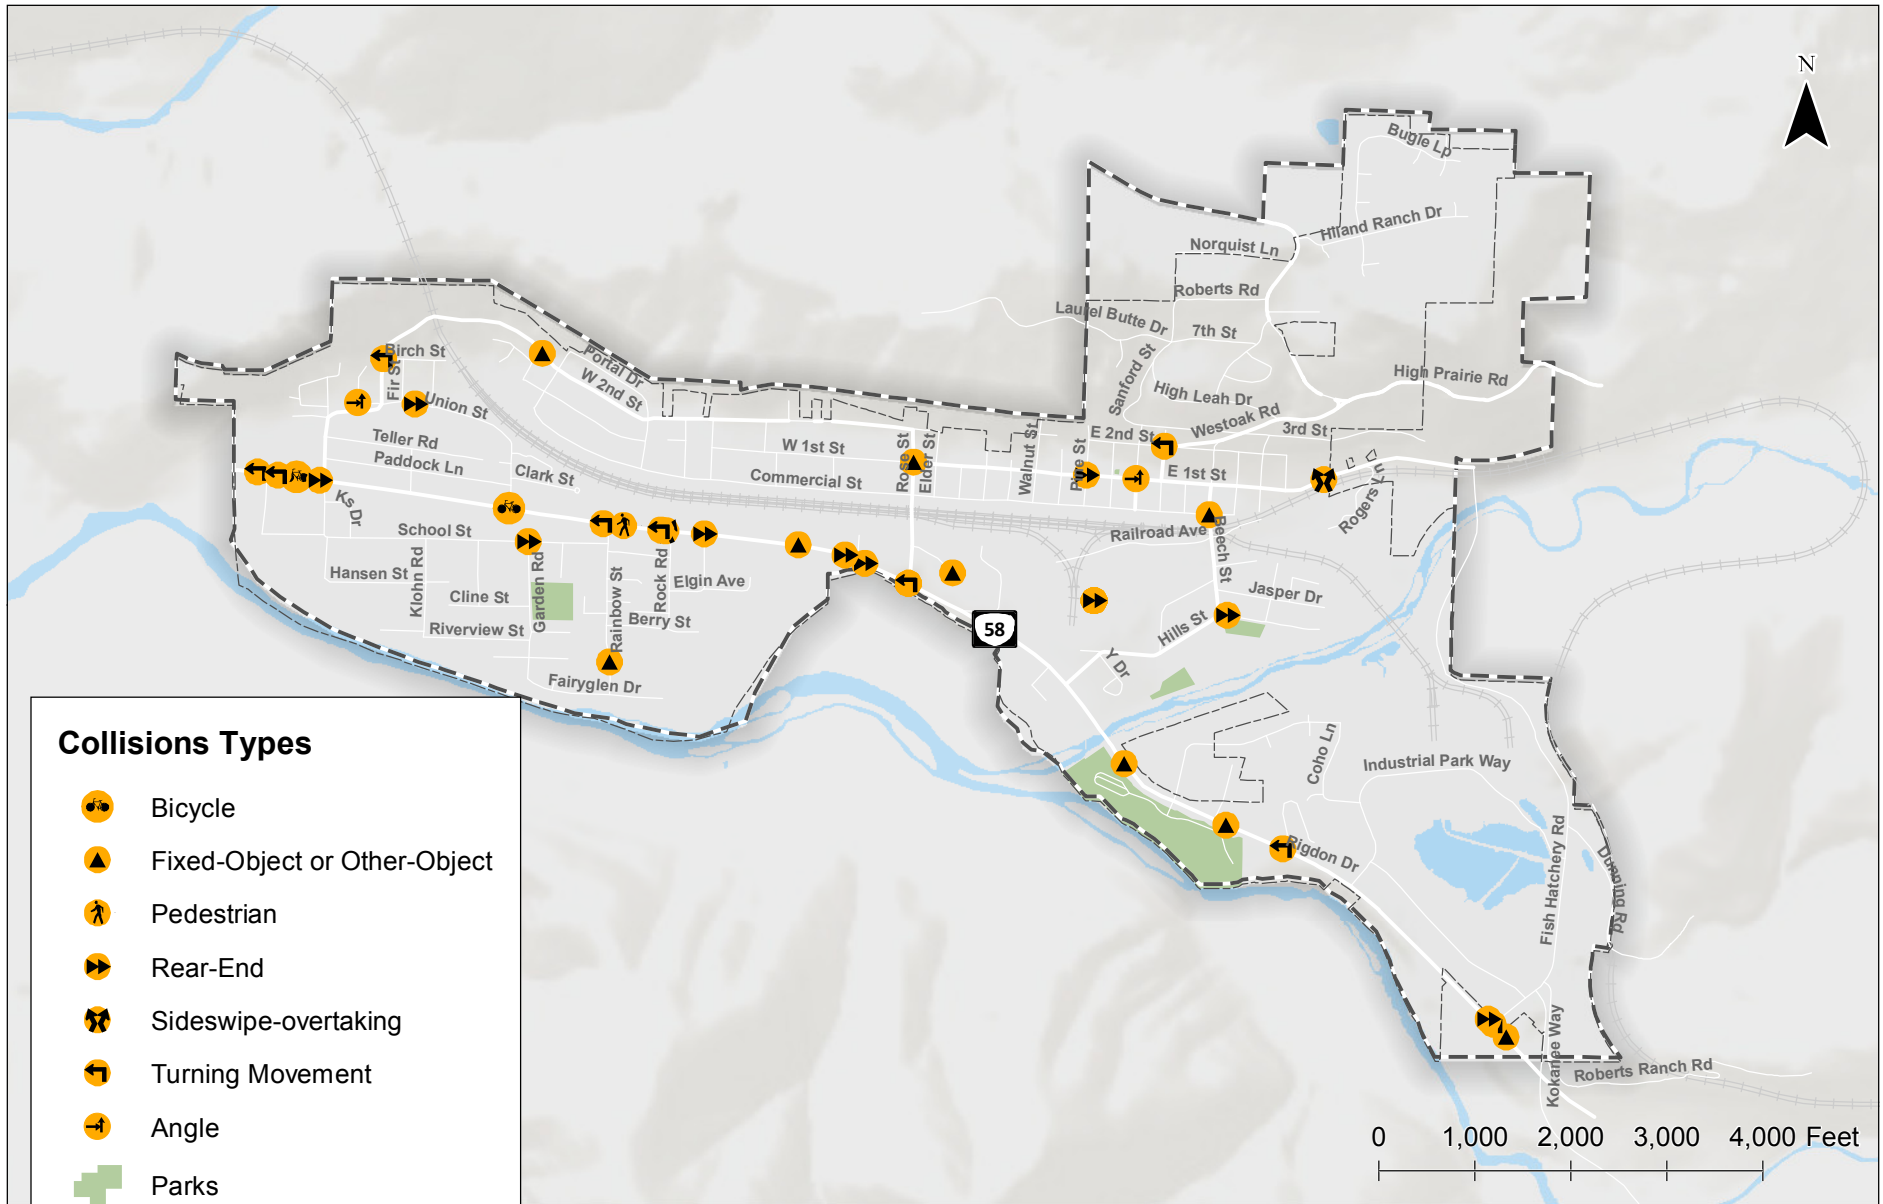 N
Bugle Lp
Hiland Ranch Dr
Norquist Ln
Roberts Rd
Laurel Butte Dr
7th St
Sanford St
High Prairie Rd
High Leah Dr
Westoak Rd
3rd St
E 2nd St
E 1st St
Birch St
Fir St
Union St
Portal Dr
W 2nd St
Teller Rd
Paddock Ln
Clark St
W 1st St
Commercial St
Rose St
Elder St
Walnut St
Pine St
Rogers Ln
Ks Dr
School St
Railroad Ave
Beech St
Hansen St
Klohn Rd
Cline St
Garden Rd
Riverview St
Rainbow St
Rock Rd
Elgin Ave
Berry St
Jasper Dr
Hills St
58
Y Dr
Fairyglen Dr
Coho Ln
Industrial Park Way
Rigdon Dr
Fish Hatchery Rd
Dunning Rd
Kokanee Way
Roberts Ranch Rd
Collisions Types
Bicycle
Fixed-Object or Other-Object
Pedestrian
Rear-End
Sideswipe-overtaking
Turning Movement
Angle
Parks
0 1,000 2,000 3,000 4,000 Feet